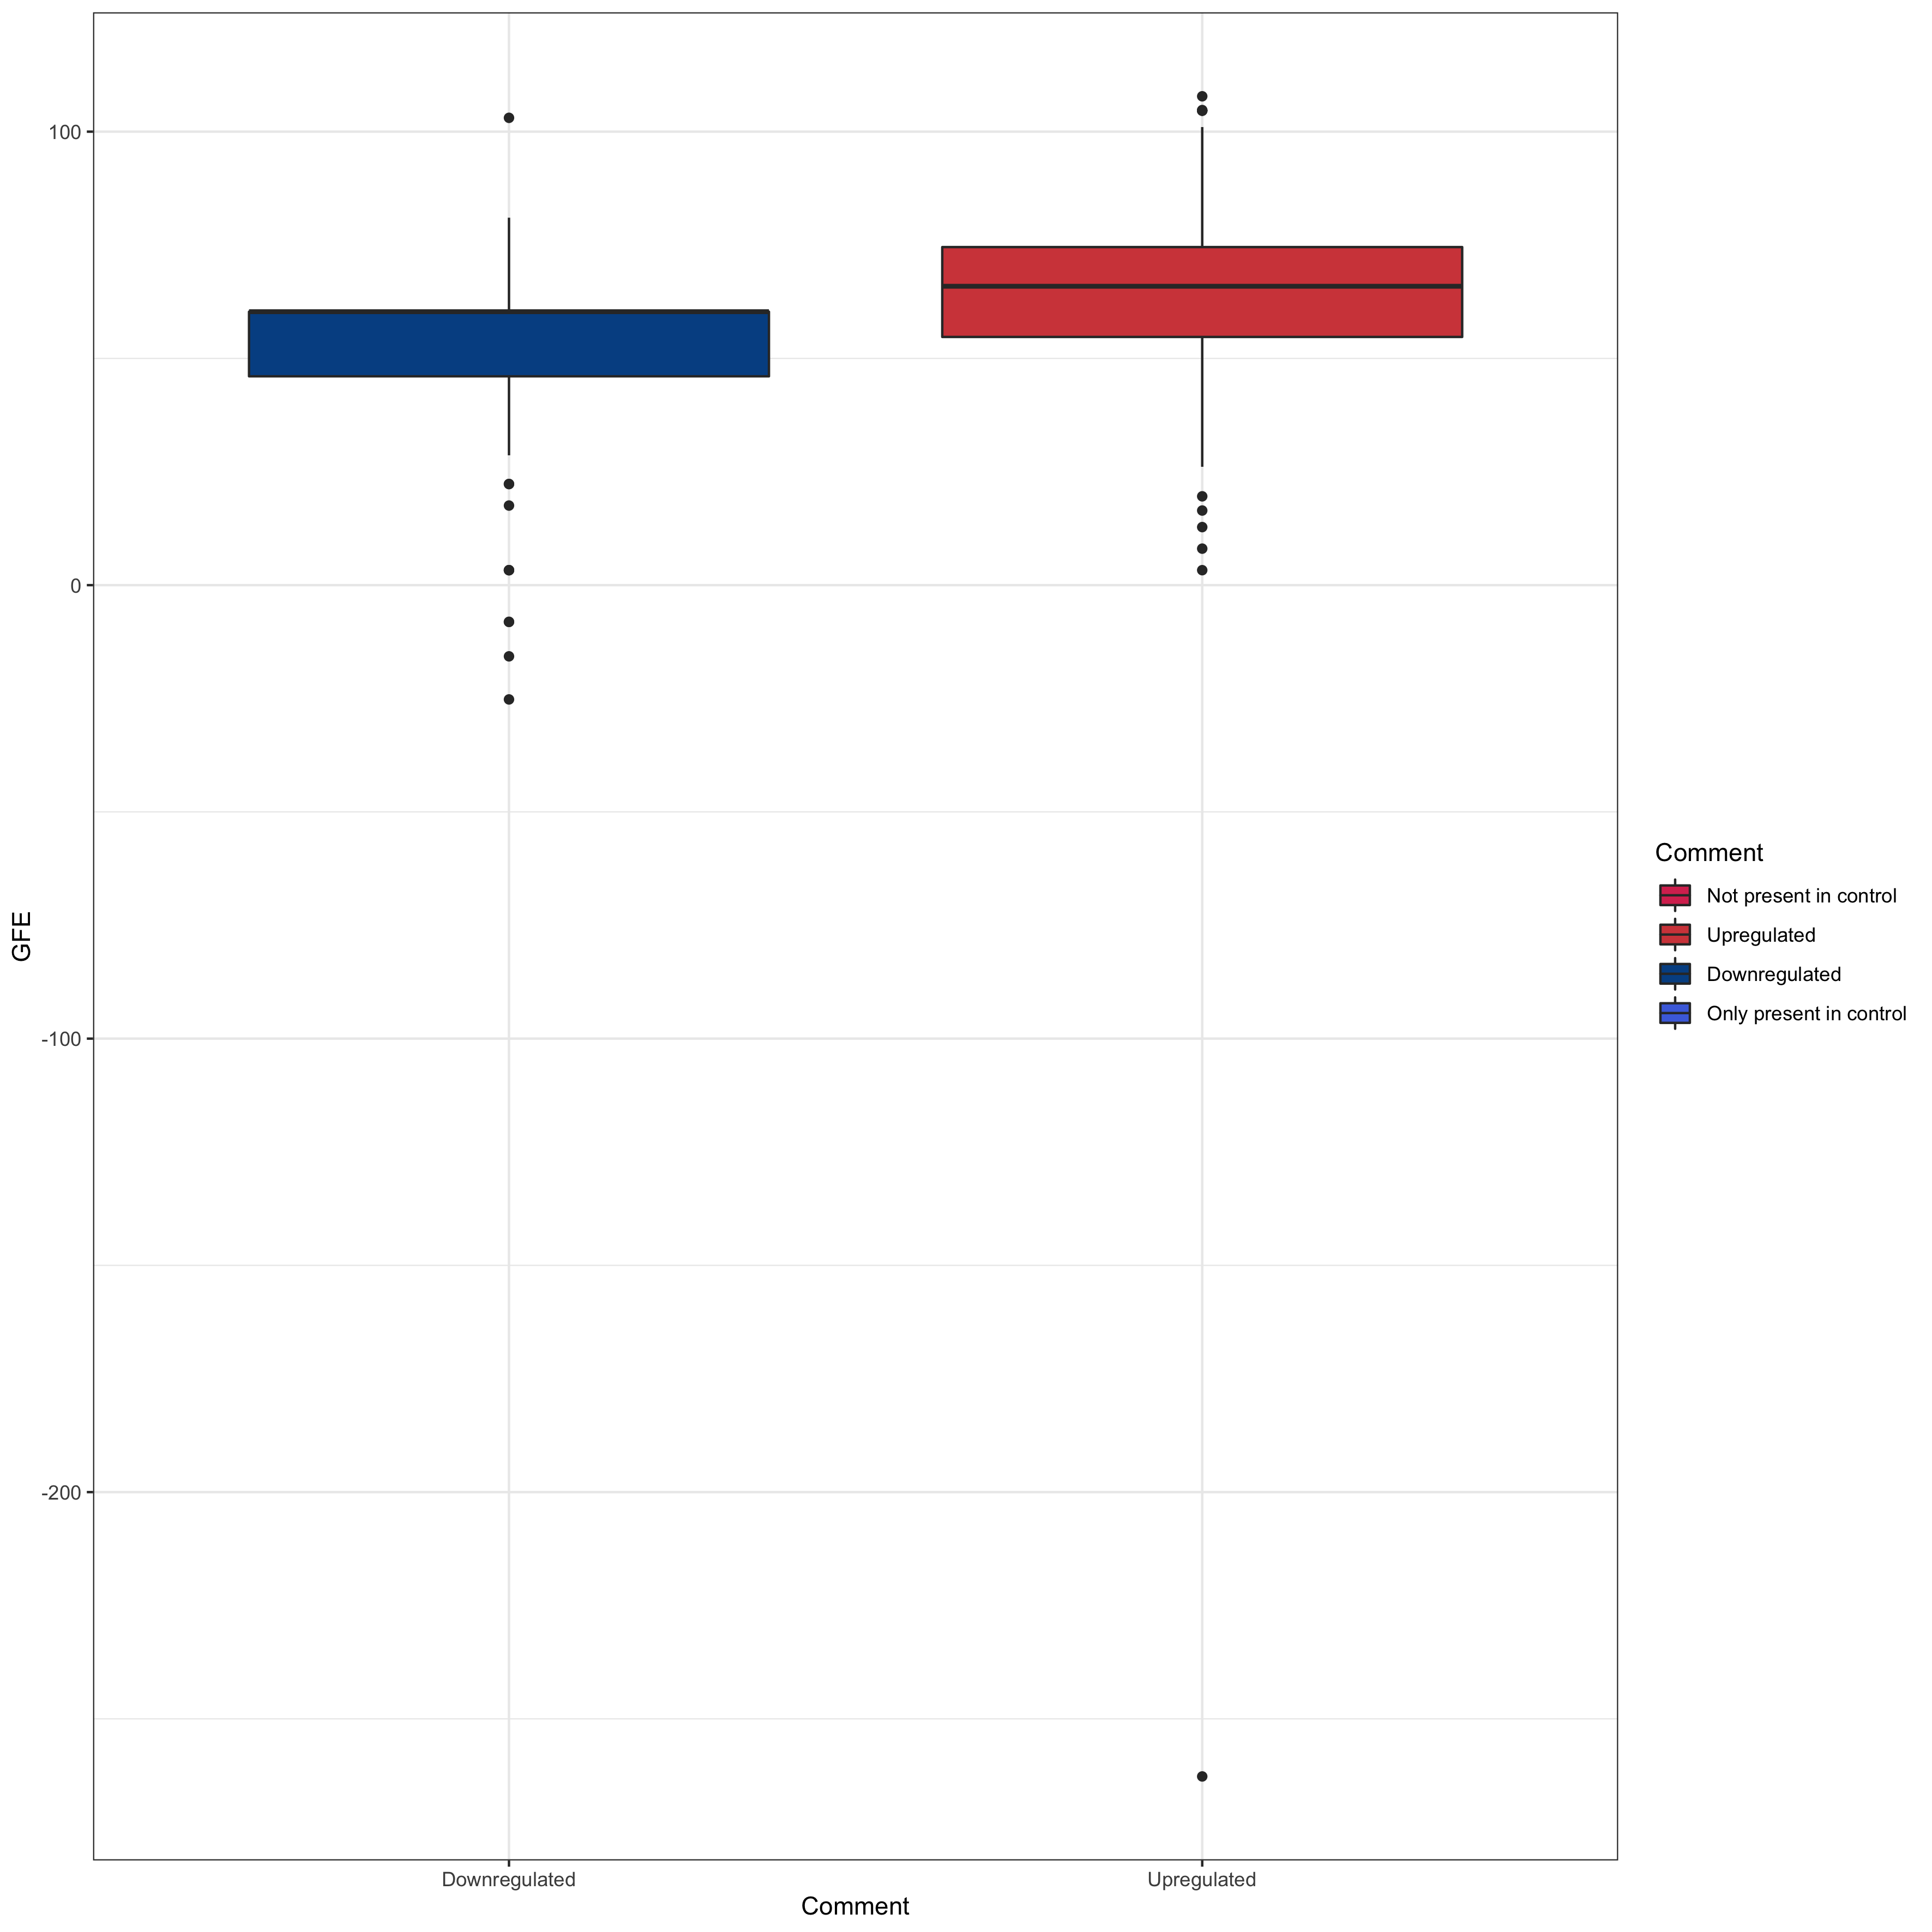 GFE
100
0
-100
-200
Downregulated
Upregulated
Comment
Comment
Not present in control
Upregulated
Downregulated
Only present in control